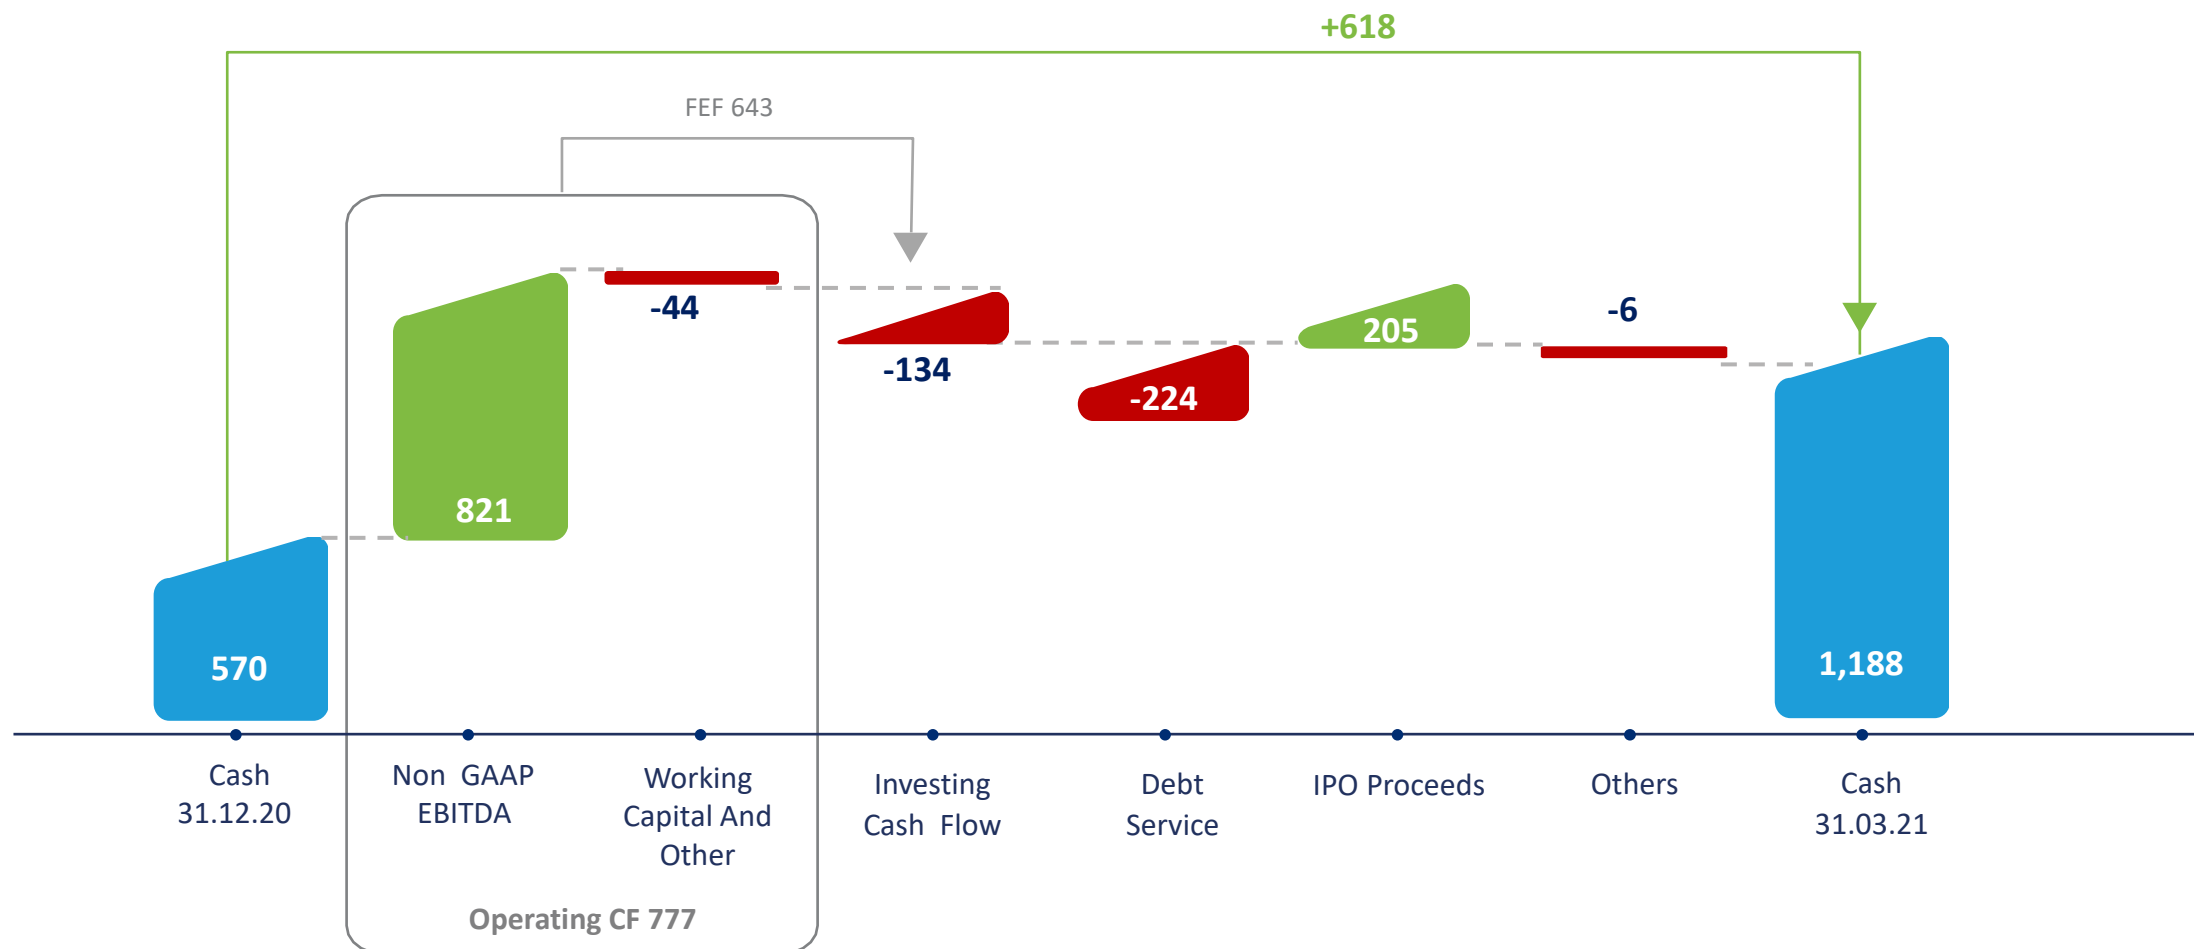 +618
FEF 643
-44
-134
-224
205
-6
821
570
1,188
Cash
31.12.20
Non GAAP
EBITDA
Working
Capital And
Other
Investing
Cash Flow
Debt
Service
IPO Proceeds
Others
Cash
31.03.21
Operating CF 777